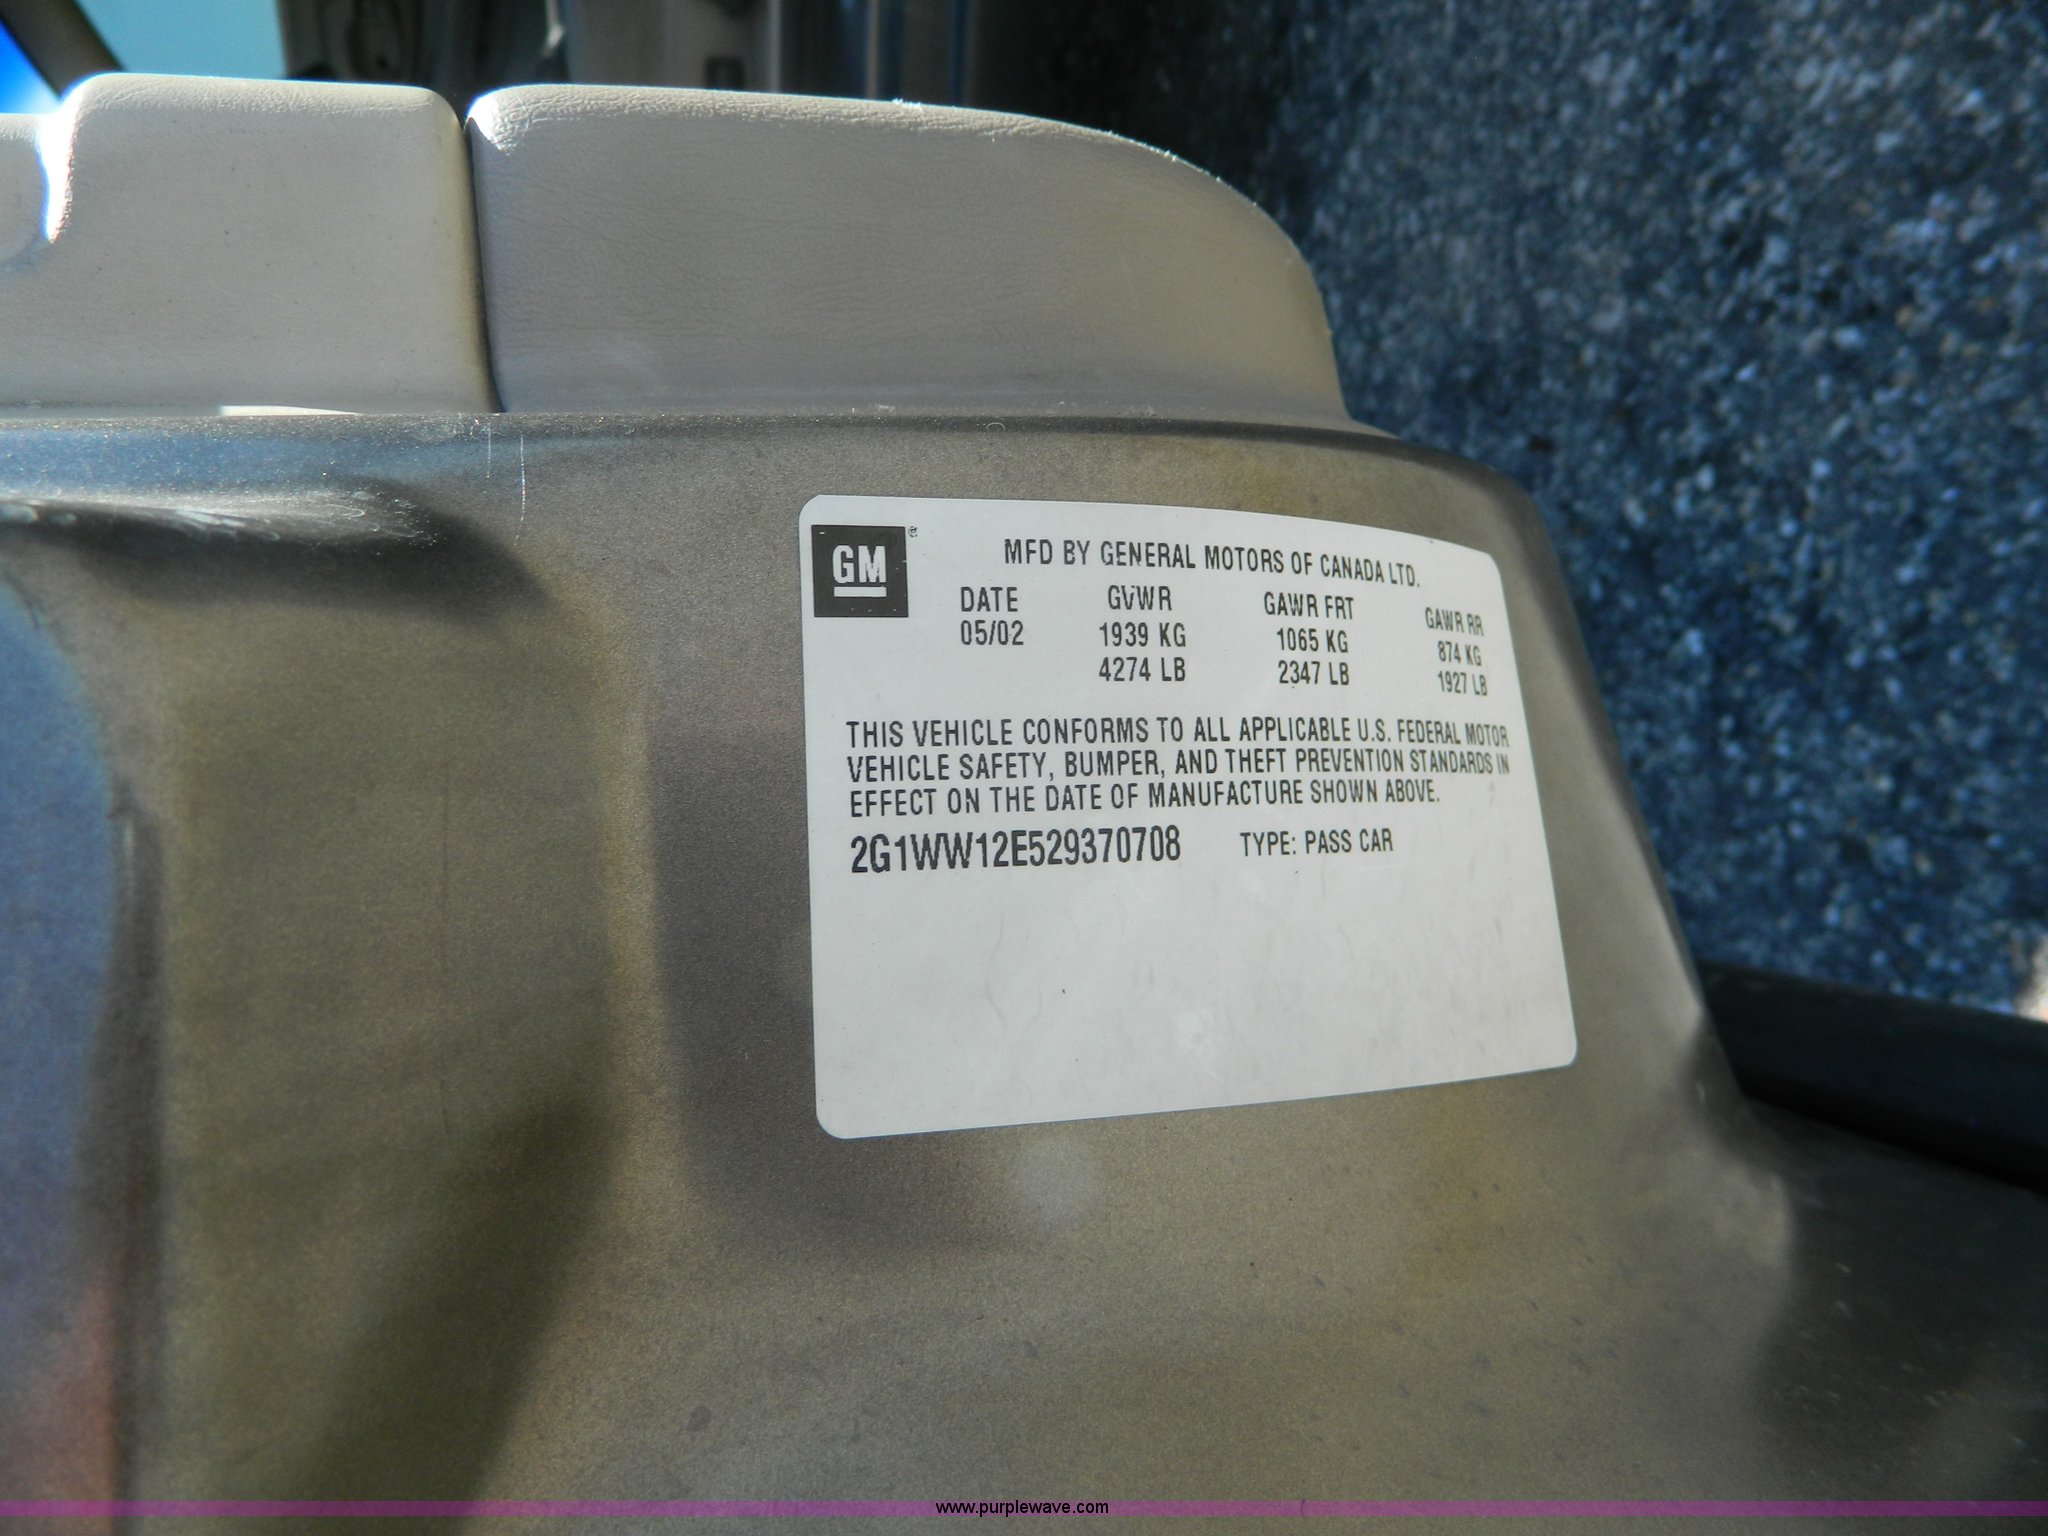 GM®
MFD BY GENERAL MOTORS OF CANADA LTD.
DATE GVWR GAWR FRT GAWR RR
05/02 1939 KG 1065 KG 874 KG
4274 LB 2347 LB 1927 LB
THIS VEHICLE CONFORMS TO ALL APPLICABLE U.S. FEDERAL MOTOR
VEHICLE SAFETY, BUMPER, AND THEFT PREVENTION STANDARDS IN
EFFECT ON THE DATE OF MANUFACTURE SHOWN ABOVE.
2G1WW12E529370708 TYPE: PASS CAR
www.purplewave.com